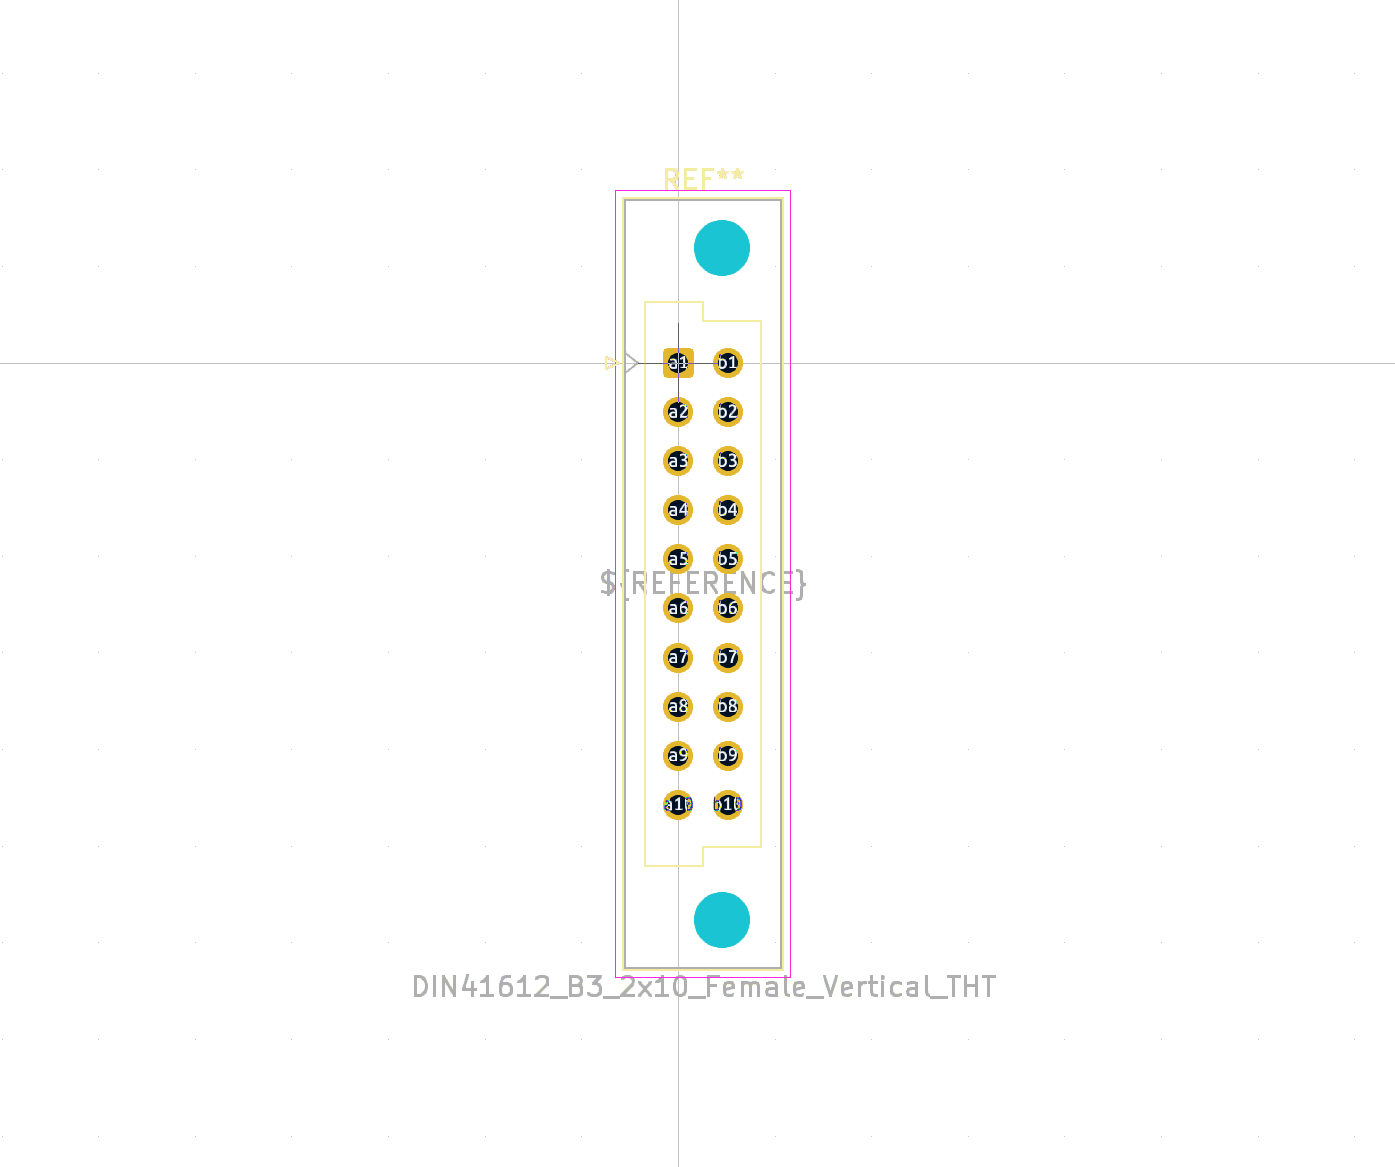 REF**
a1 b1
a2 b2
a3 b3
a4 b4
a5 b5
${REFERENCE}
a6 b6
a7 b7
a8 b8
a9 b9
a10 b10
DIN41612_B3_2x10_Female_Vertical_THT